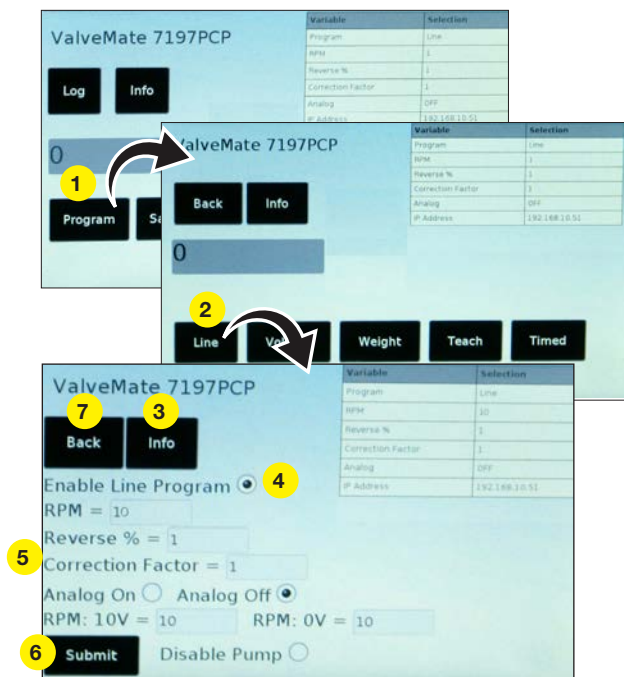 ValveMate 7197PCP
Variable Selection
Program Line
RPM 1
Reverse % 1
Correction Factor 1
Analog OFF
IP Address 192.168.10.51
Log Info
0
1
Program
ValveMate 7197PCP
Variable Selection
Program Line
RPM 1
Reverse % 1
Correction Factor 1
Analog OFF
IP Address 192.168.10.51
Back Info
0
2
Line Weight Teach Timed
ValveMate 7197PCP
Variable Selection
Program Line
RPM 10
Reverse % 1
Correction Factor 1
Analog OFF
IP Address 192.168.10.51
7 3
Back Info
Enable Line Program 4
RPM = 10
Reverse % = 1
5
Correction Factor = 1
Analog On Analog Off
RPM: 10V = 10 RPM: 0V = 10
6 Submit Disable Pump